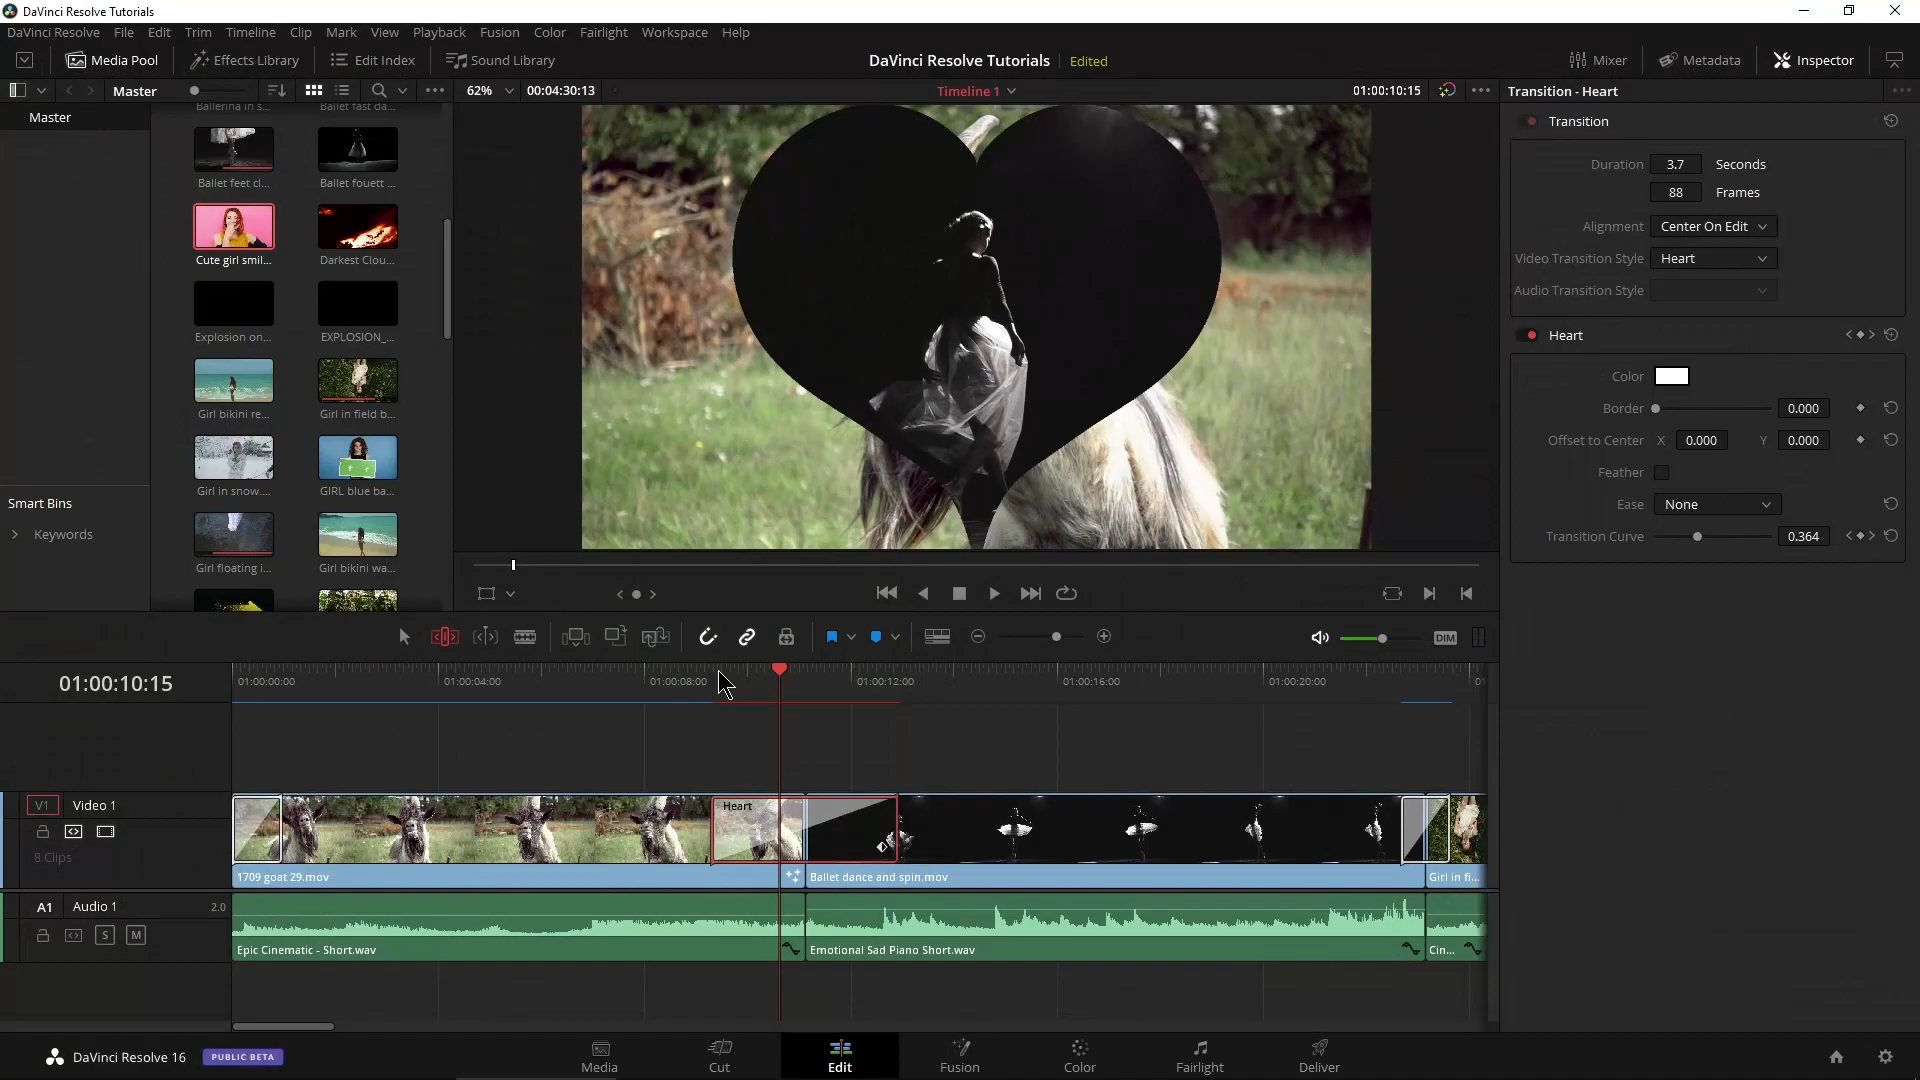 DaVinci Resolve Tutorials
DaVinci Resolve File Edit Trim Timeline Clip Mark View Playback Fusion Color Fairlight Workspace Help
Media Pool Effects Library Edit Index Sound Library DaVinci Resolve Tutorials Edited Mixer Metadata Inspector
Master 62% 00:04:30:13 Timeline 1 01:00:10:15 Transition - Heart
Master
Ballerina in s... Ballet fast da...
Ballet feet cl... Ballet fouett ...
Cute girl smil... Darkest Clou...
Explosion on... EXPLOSION_...
Girl bikini re... Girl in field b...
Girl in snow.... GIRL blue ba...
Girl floating i... Girl bikini wa...
Smart Bins
Keywords
Transition
Duration 3.7 Seconds
88 Frames
Alignment Center On Edit
Video Transition Style Heart
Audio Transition Style
Heart
Color
Border 0.000
Offset to Center X 0.000 Y 0.000
Feather
Ease None
Transition Curve 0.364
DIM
01:00:10:15 01:00:00:00 01:00:04:00 01:00:08:00 01:00:12:00 01:00:16:00 01:00:20:00
V1 Video 1
8 Clips
Heart
1709 goat 29.mov Ballet dance and spin.mov Girl in fi...
A1 Audio 1 2.0
S M
Epic Cinematic - Short.wav Emotional Sad Piano Short.wav Cin...
DaVinci Resolve 16 PUBLIC BETA
Media Cut Edit Fusion Color Fairlight Deliver